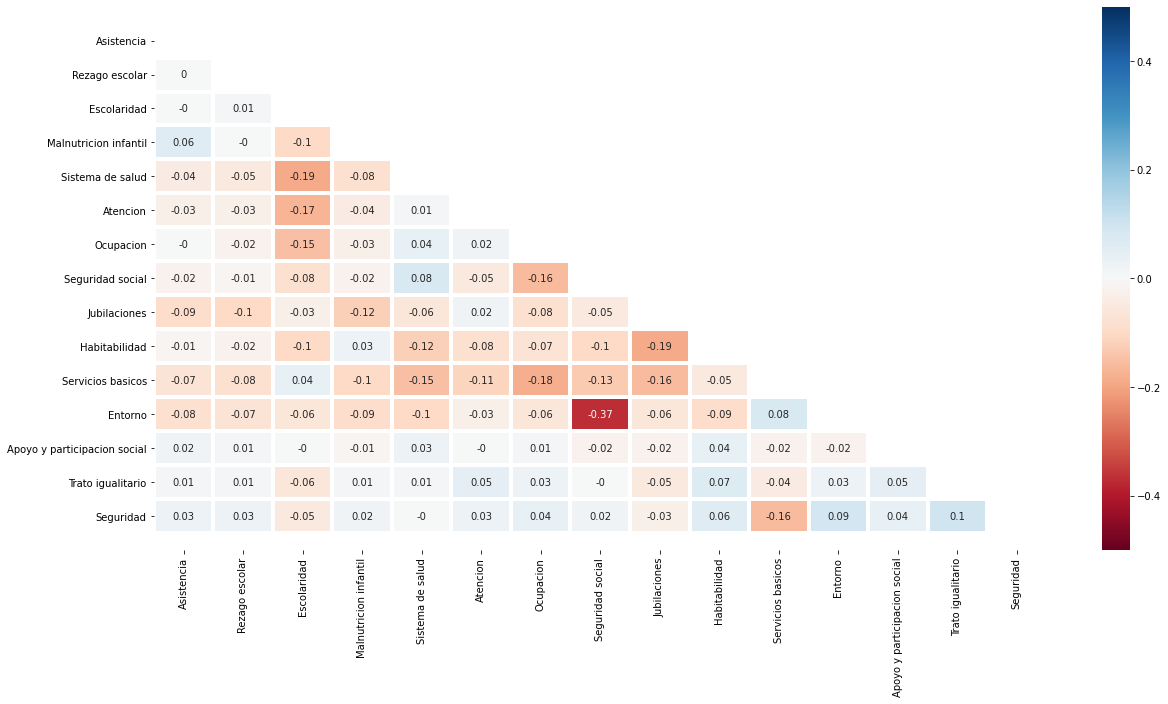 Asistencia
Rezago escolar 0
Escolaridad -0 0.01
Malnutricion infantil 0.06 -0 -0.1
Sistema de salud -0.04 -0.05 -0.19 -0.08
Atencion -0.03 -0.03 -0.17 -0.04 0.01
Ocupacion -0 -0.02 -0.15 -0.03 0.04 0.02
Seguridad social -0.02 -0.01 -0.08 -0.02 0.08 -0.05 -0.16
Jubilaciones -0.09 -0.1 -0.03 -0.12 -0.06 0.02 -0.08 -0.05
Habitabilidad -0.01 -0.02 -0.1 0.03 -0.12 -0.08 -0.07 -0.1 -0.19
Servicios basicos -0.07 -0.08 0.04 -0.1 -0.15 -0.11 -0.18 -0.13 -0.16 -0.05
Entorno -0.08 -0.07 -0.06 -0.09 -0.1 -0.03 -0.06 -0.37 -0.06 -0.09 0.08
Apoyo y participacion social 0.02 0.01 -0 -0.01 0.03 -0 0.01 -0.02 -0.02 0.04 -0.02 -0.02
Trato igualitario 0.01 0.01 -0.06 0.01 0.01 0.05 0.03 -0 -0.05 0.07 -0.04 0.03 0.05
Seguridad 0.03 0.03 -0.05 0.02 -0 0.03 0.04 0.02 -0.03 0.06 -0.16 0.09 0.04 0.1
Asistencia
Rezago escolar
Escolaridad
Malnutricion infantil
Sistema de salud
Atencion
Ocupacion
Seguridad social
Jubilaciones
Habitabilidad
Servicios basicos
Entorno
Apoyo y participacion social
Trato igualitario
Seguridad
0.4
0.2
0.0
−0.2
−0.4